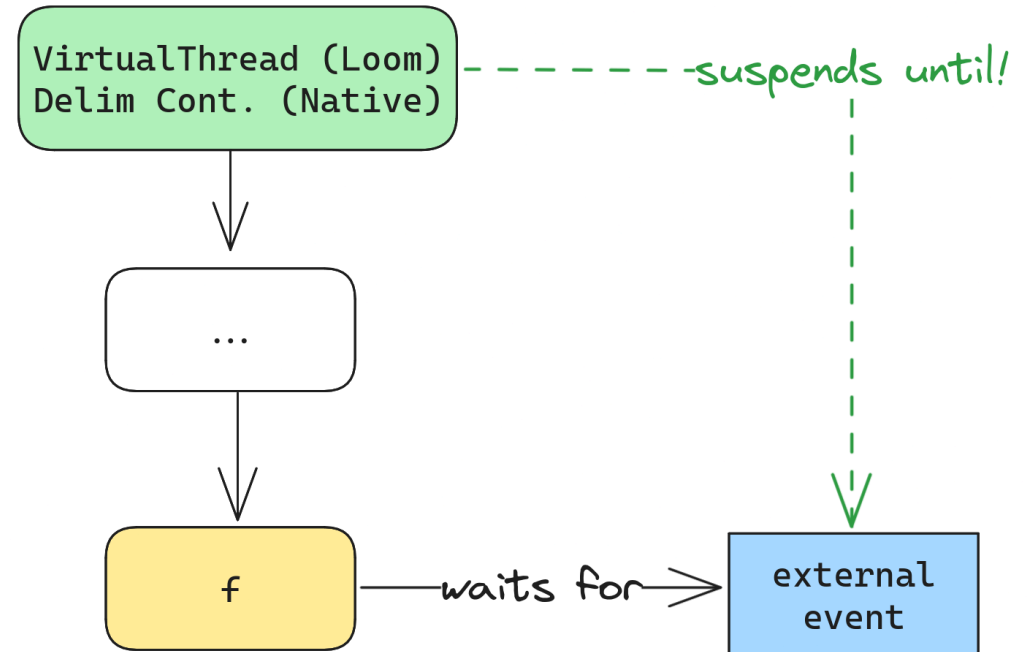 VirtualThread (Loom)
Delim Cont. (Native)
suspends until!
...
f
waits for
external
event